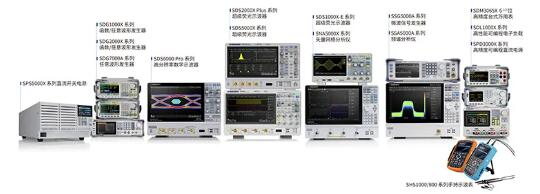 SDG1000X 系列
函数/任意波形发生器
SDG2000X 系列
函数/任意波形发生器
SDG7000A 系列
任意波形发生器
SPS5000X 系列直流开关电源
SDS6000 Pro 系列
高分辨率数字示波器
SDS2000X Plus 系列
超级荧光示波器
SDS5000X 系列
超级荧光示波器
SDS1000X-E 系列
超级荧光示波器
SNA5000X 系列
矢量网络分析仪
SSG5000A 系列
微波信号发生器
SSA5000A 系列
频谱分析仪
SDM3065X 6 ½位
高精度台式万用表
SDL1000X 系列
高性能可编程电子负载
SPD3000X 系列
高精度可编程直流电源
SHS1000/800 系列手持示波表